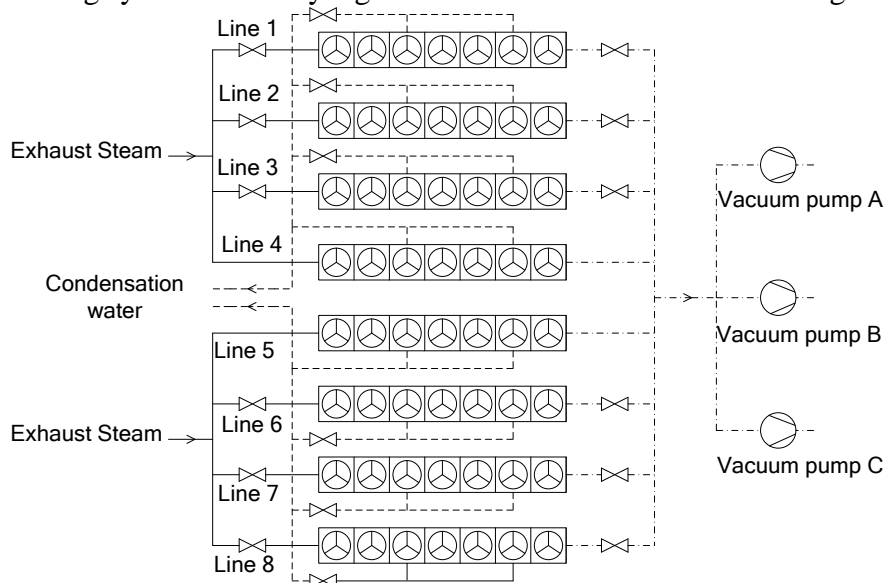 Line 1
Line 2
Exhaust Steam
Line 3
Vacuum pump A
Line 4
Condensation
water
Vacuum pump B
Line 5
Exhaust Steam
Line 6
Vacuum pump C
Line 7
Line 8